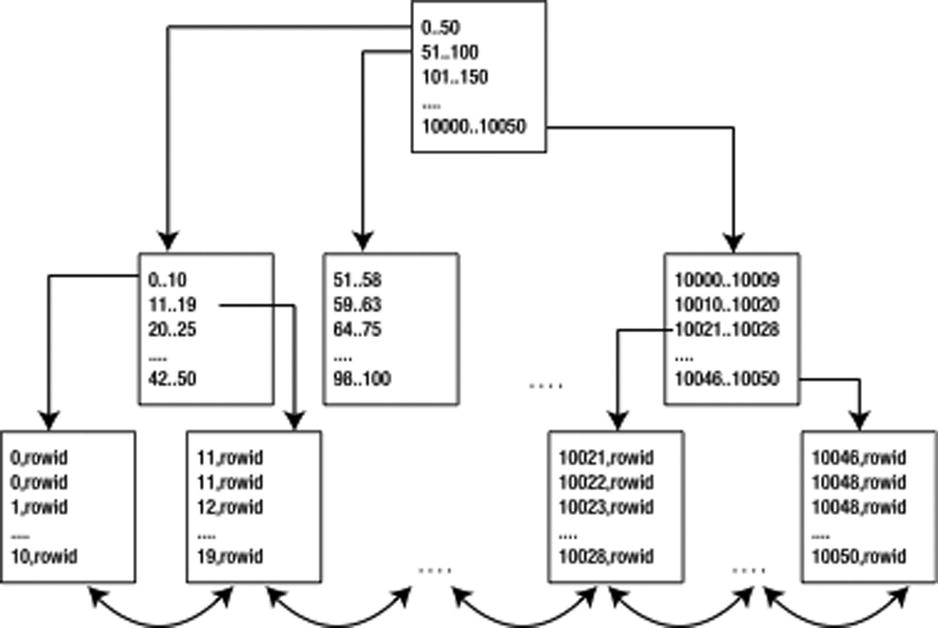 0..50
51..100
101..150
....
10000..10050
0..10
11..19
20..25
....
42..50
51..58
59..63
64..75
....
98..100
....
10000..10009
10010..10020
10021..10028
....
10046..10050
0,rowid
0,rowid
1,rowid
....
10,rowid
11,rowid
11,rowid
12,rowid
....
19,rowid
....
10021,rowid
10022,rowid
10023,rowid
....
10028,rowid
....
10046,rowid
10048,rowid
10048,rowid
....
10050,rowid